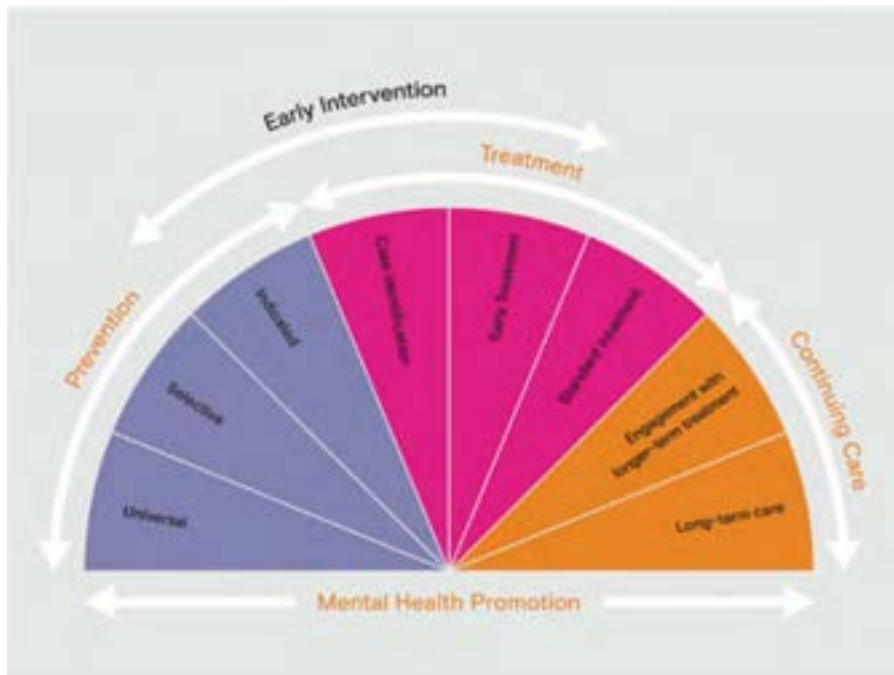 Early Intervention
Treatment
Prevention
Continuing Care
Universal
Selective
Indicated
Case Identification
Early Treatment
Standard treatment
Engagement with
longer-term treatment
Long-term care
Mental Health Promotion